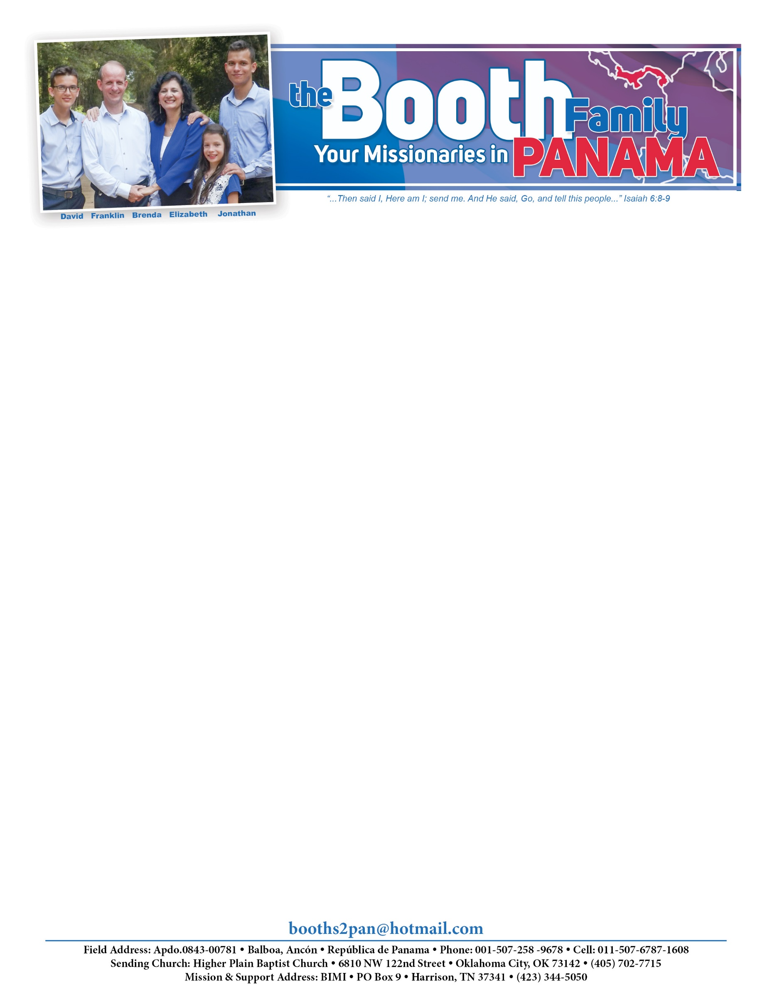 the Booth Family
Your Missionaries in PANAMA
“...Then said I, Here am I; send me. And He said, Go, and tell this people...” Isaiah 6:8-9
David Franklin Brenda Elizabeth Jonathan
booths2pan@hotmail.com
Field Address: Apdo.0843-00781 • Balboa, Ancón • República de Panama • Phone: 001-507-258 -9678 • Cell: 011-507-6787-1608
Sending Church: Higher Plain Baptist Church • 6810 NW 122nd Street • Oklahoma City, OK 73142 • (405) 702-7715
Mission & Support Address: BIMI • PO Box 9 • Harrison, TN 37341 • (423) 344-5050